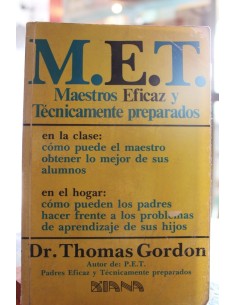 M.E.T.
Maestros Eficaz y
Técnicamente preparados
en la clase:
cómo puede el maestro
obtener lo mejor de sus
alumnos
en el hogar:
cómo pueden los padres
hacer frente a los problemas
de aprendizaje de sus hijos
Dr. Thomas Gordon
Autor de: P.E.T.
Padres Eficaz y Técnicamente preparados
DIANA